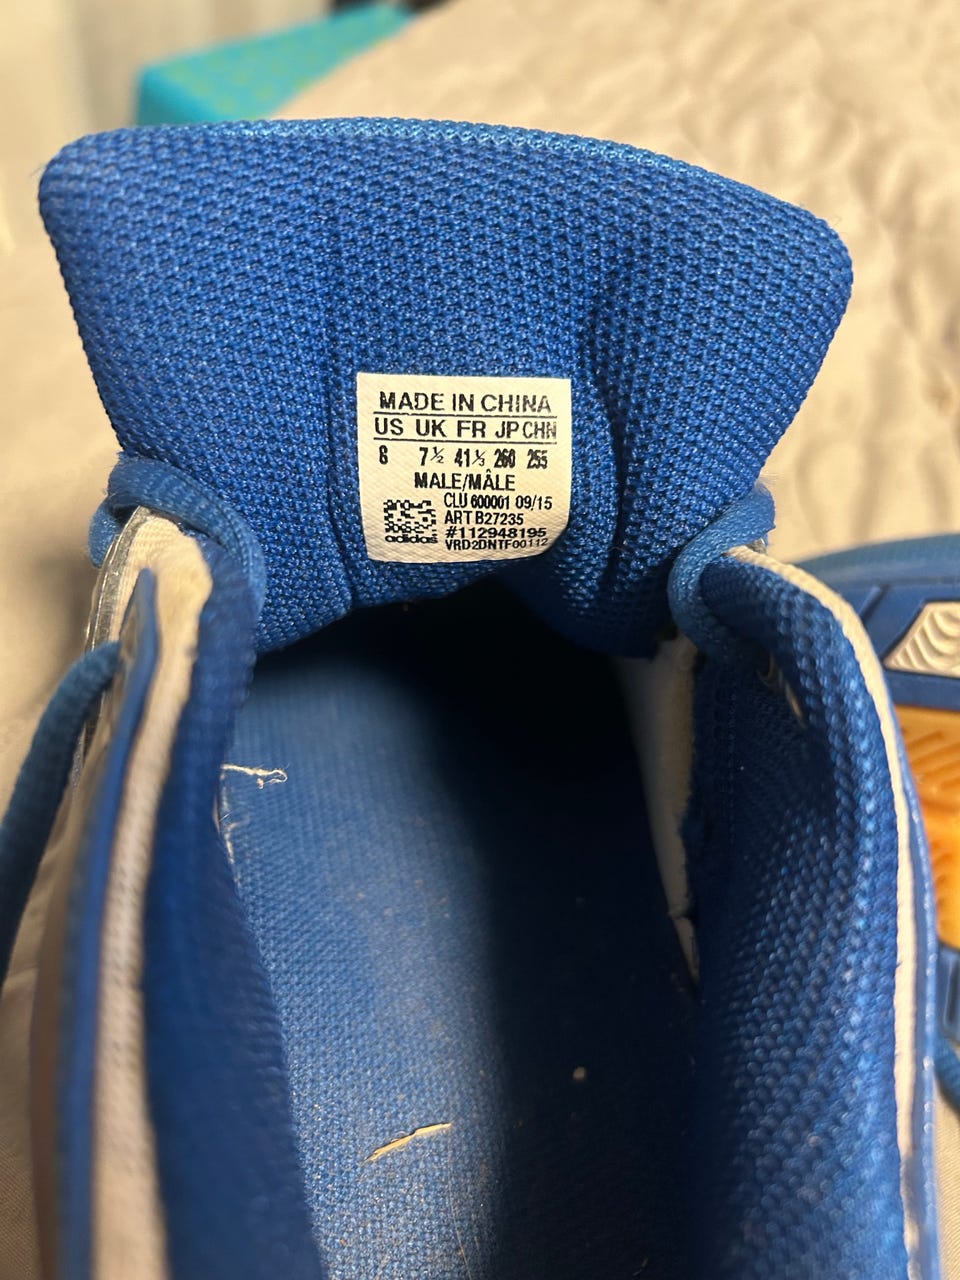 MADE IN CHINA
US UK FR JP CHN
8 7½ 41⅓ 260 255
MALE/MÂLE
CLU 600001 09/15
ART B27235
#112948195
adidas
VRD2DNTF00112